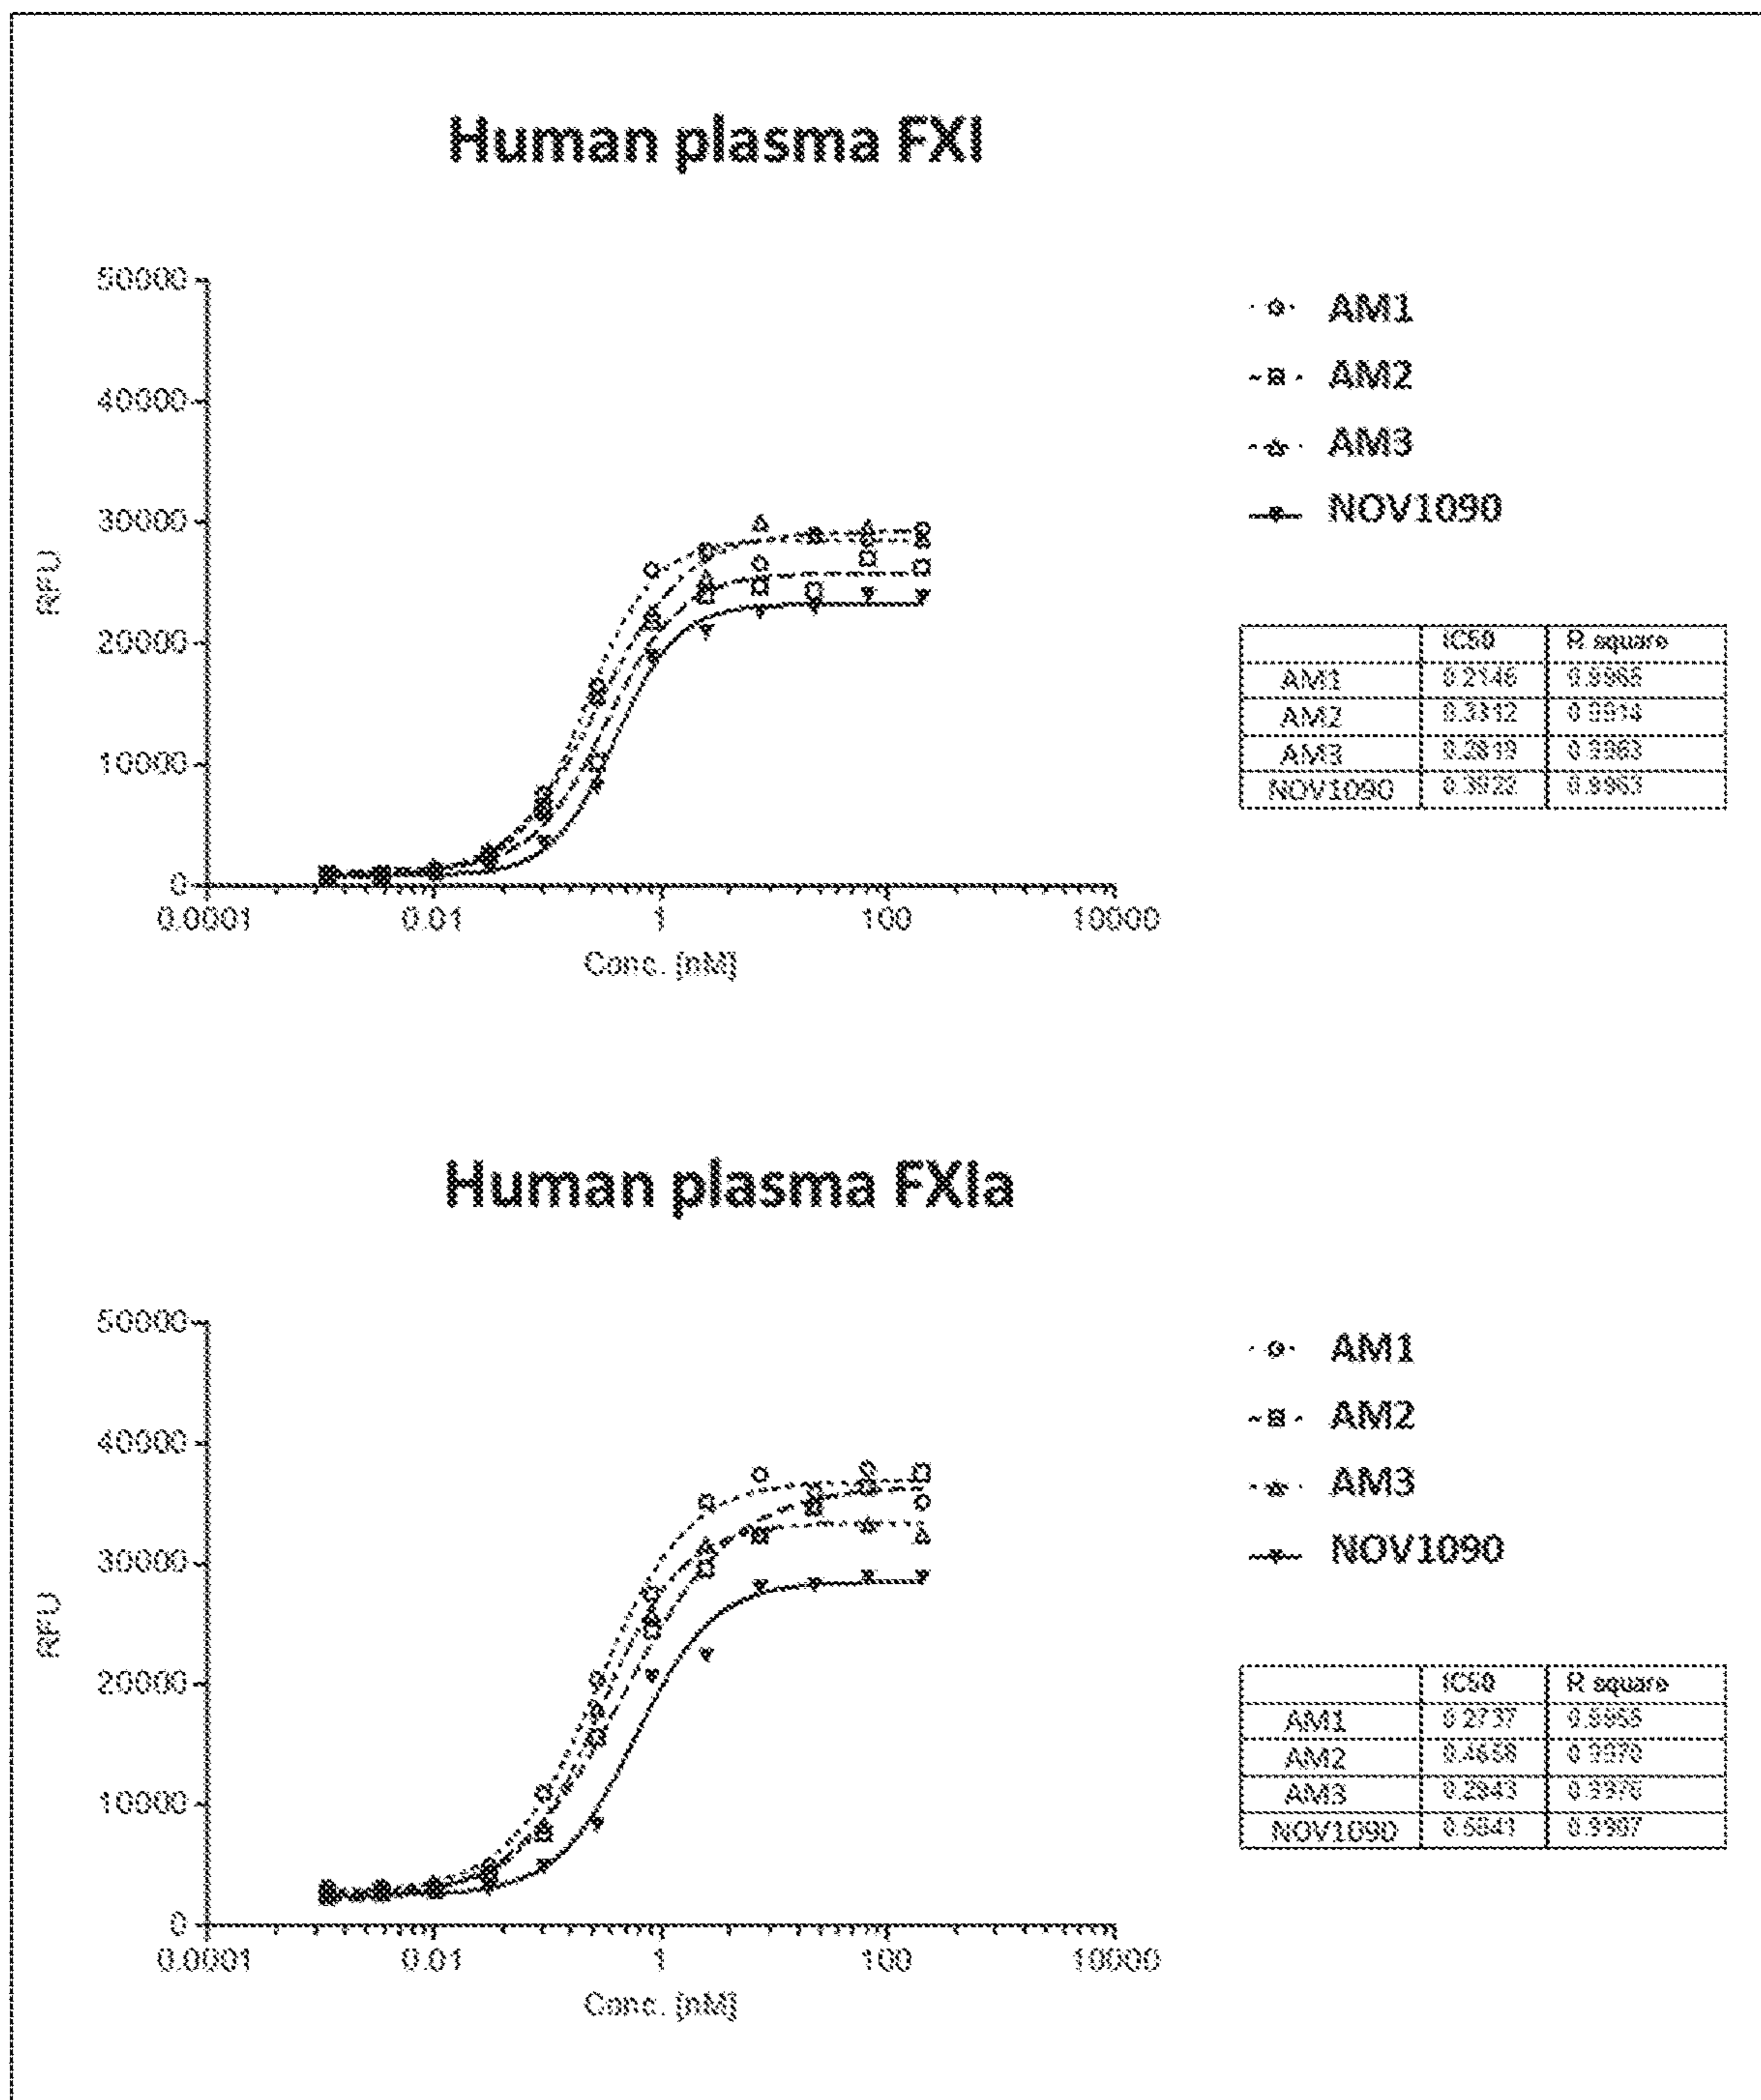 Human plasma FXI
50000
40000
30000
20000
10000
0
RFU
0.0001 0.01 1 100 10000
Conc. [nM]
AM1
AM2
AM3
NOV1090
IC50 R square
AM1
AM2 0.3312 0.9914
AM3
NOV1090
Human plasma FXIa
50000
40000
30000
20000
10000
0
RFU
0.0001 0.01 1 100 10000
Conc. [nM]
AM1
AM2
AM3
NOV1090
IC50 R square
AM1 0.2737
AM2
AM3 0.2843
NOV1090